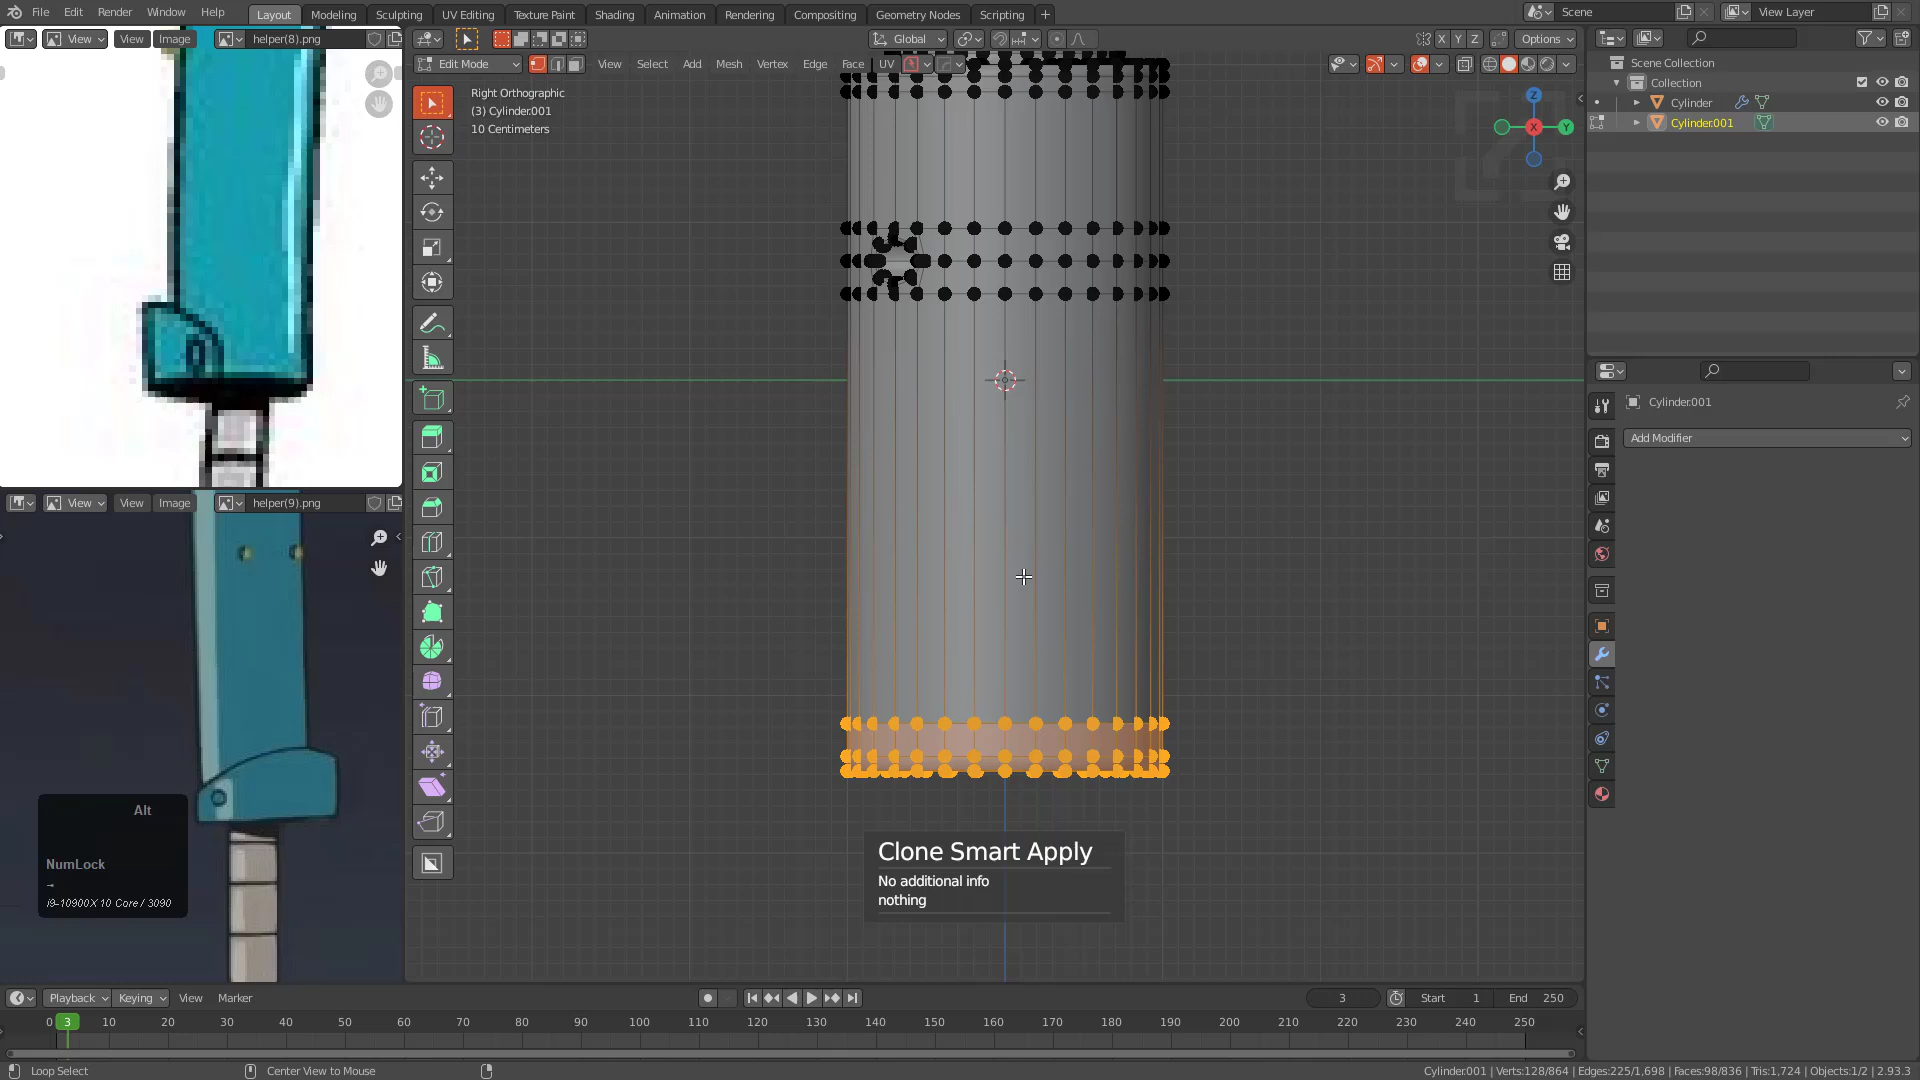 File Edit Render Window Help Layout Modeling Sculpting UV Editing Texture Paint Shading Animation Rendering Compositing Geometry Nodes Scripting + Scene View Layer
View View Image helper(8).png Global X Y Z Options
Edit Mode View Select Add Mesh Vertex Edge Face UV
Right Orthographic
(3) Cylinder.001
10 Centimeters
Z
X
Y
Scene Collection
Collection
Cylinder
Cylinder.001
Cylinder.001
Add Modifier
View View Image helper(9).png
Alt
NumLock
i9-10900X 10 Core / 3090
Clone Smart Apply
No additional info
nothing
Playback Keying View Marker 3 Start 1 End 250
0 3 10 20 30 40 50 60 70 80 90 100 110 120 130 140 150 160 170 180 190 200 210 220 230 240 250
Loop Select Center View to Mouse Cylinder.001 | Verts:128/864 | Edges:225/1,698 | Faces:98/836 | Tris:1,724 | Objects:1/2 | 2.93.3